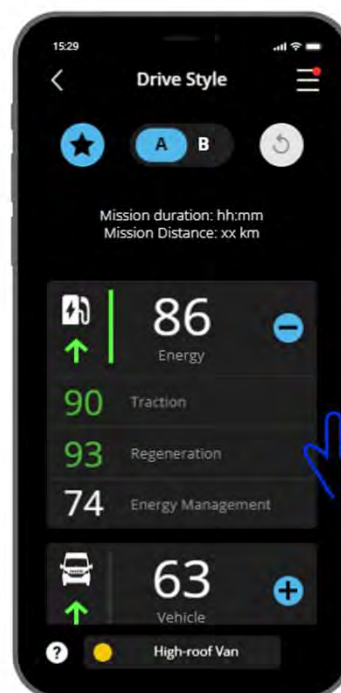 15:29
Drive Style
A B
Mission duration: hh:mm
Mission Distance: xx km
86
Energy
90 Traction
93 Regeneration
74 Energy Management
63
Vehicle
? High-roof Van